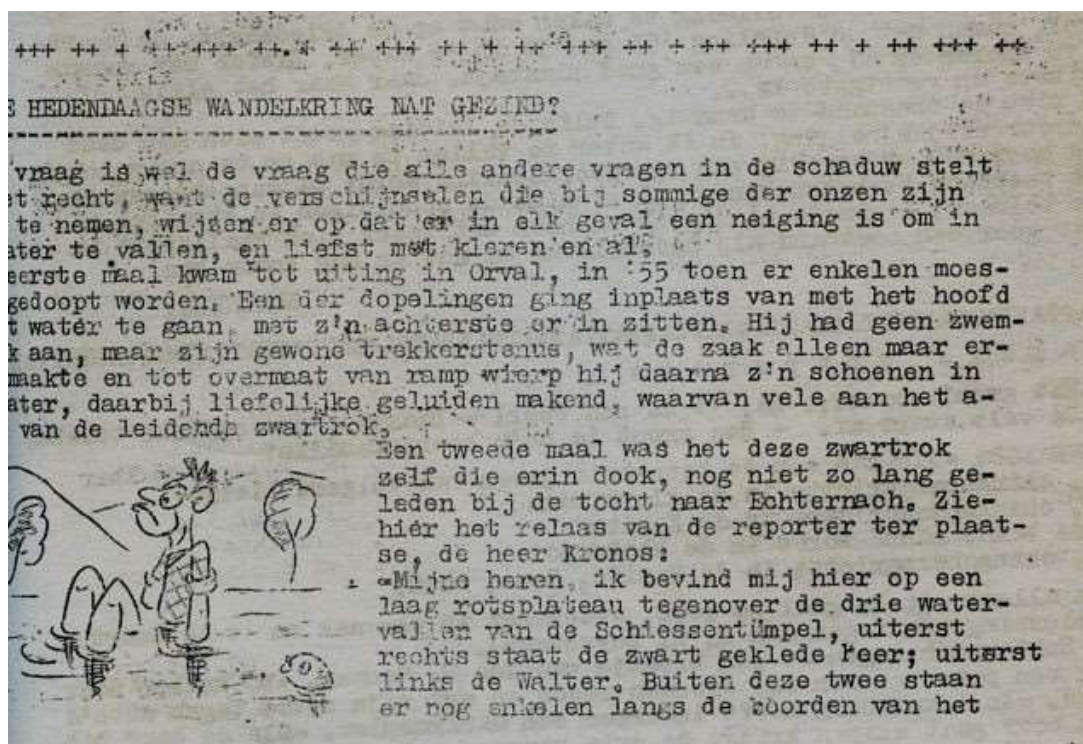 +++ ++ + ++ +++ ++ + ++ +++ ++ + ++ +++ ++ + ++ +++ ++ + ++ +++ ++
E HEDENDAAGSE WANDELKRING NAT GEZIND?
vraag is wel de vraag die alle andere vragen in de schaduw stelt
et recht, want de verschijnselen die bij sommige der onzen zijn
te nemen, wijzen er op dat er in elk geval een neiging is om in
ater te vallen, en liefst met kleren en al.
eerste maal kwam tot uiting in Orval, in '55 toen er enkelen moes-
gedoopt worden. Een der dopelingen ging inplaats van met het hoofd
t water te gaan, met z'n achterste er in zitten. Hij had geen zwem-
k aan, maar zijn gewone trekkerstenue, wat de zaak alleen maar er-
maakte en tot overmaat van ramp wierp hij daarna z'n schoenen in
ater, daarbij liefelijke geluiden makend, waarvan vele aan het a-
van de leidende zwartrok.
Een tweede maal was het deze zwartrok
zelf die erin dook, nog niet zo lang ge-
leden bij de tocht naar Echternach. Zie-
hier het relaas van de reporter ter plaat-
se, de heer Kronos:
"Mijne heren, ik bevind mij hier op een
laag rotsplateau tegenover de drie water-
vallen van de Schiessentümpel, uiterst
rechts staat de zwart geklede heer; uiterst
links de Walter. Buiten deze twee staan
er nog enkelen langs de boorden van het